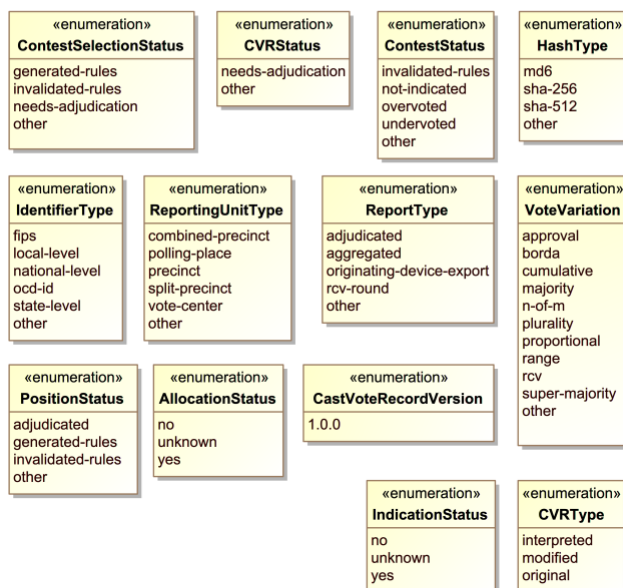 «enumeration»
ContestSelectionStatus
generated-rules
invalidated-rules
needs-adjudication
other
«enumeration»
CVRStatus
needs-adjudication
other
«enumeration»
ContestStatus
invalidated-rules
not-indicated
overvoted
undervoted
other
«enumeration»
HashType
md6
sha-256
sha-512
other
«enumeration»
IdentifierType
fips
local-level
national-level
ocd-id
state-level
other
«enumeration»
ReportingUnitType
combined-precinct
polling-place
precinct
split-precinct
vote-center
other
«enumeration»
ReportType
adjudicated
aggregated
originating-device-export
rcv-round
other
«enumeration»
VoteVariation
approval
borda
cumulative
majority
n-of-m
plurality
proportional
range
rcv
super-majority
other
«enumeration»
PositionStatus
adjudicated
generated-rules
invalidated-rules
other
«enumeration»
AllocationStatus
no
unknown
yes
«enumeration»
CastVoteRecordVersion
1.0.0
«enumeration»
IndicationStatus
no
unknown
yes
«enumeration»
CVRType
interpreted
modified
original